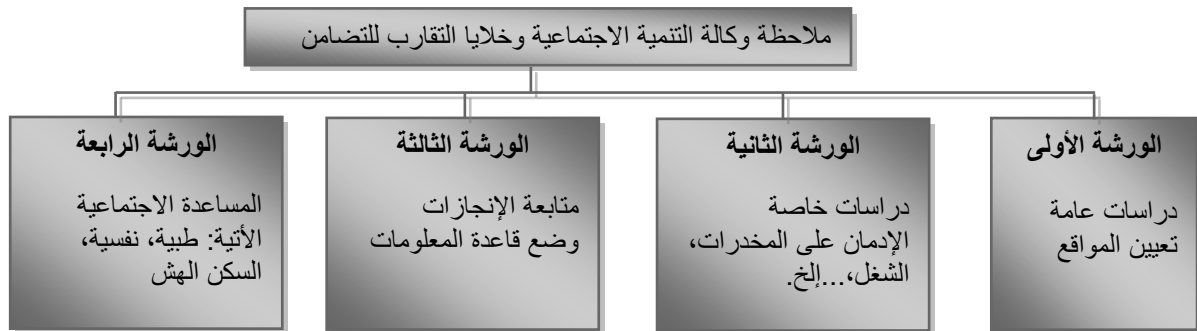 ملاحظة وكالة التنمية الاجتماعية وخلايا التقارب للتضامن
الورشة الأولى
دراسات عامة
تعيين المواقع
الورشة الثانية
دراسات خاصة
الإدمان على المخدرات،
الشغل،...إلخ.
الورشة الثالثة
متابعة الإنجازات
وضع قاعدة المعلومات
الورشة الرابعة
المساعدة الاجتماعية
الأتية: طبية، نفسية،
السكن الهش